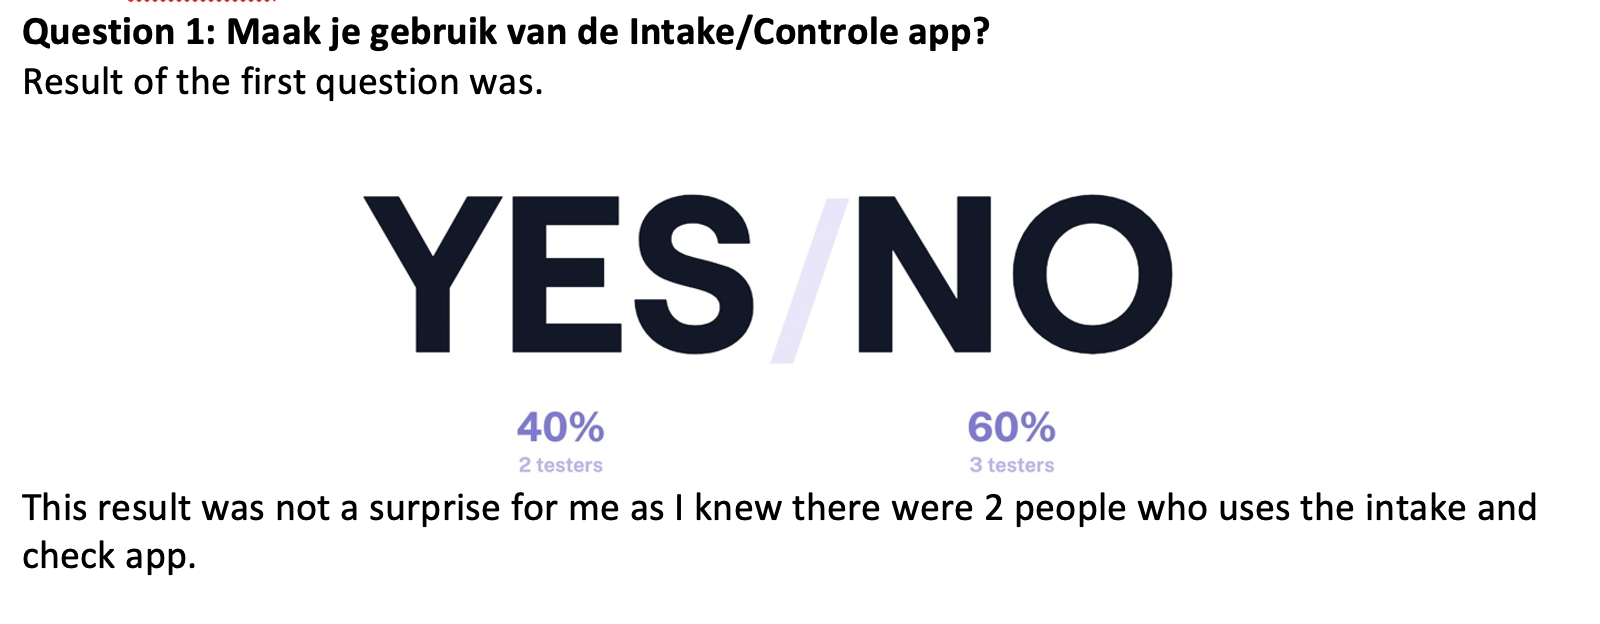 Question 1: Maak je gebruik van de Intake/Controle app?
Result of the first question was.
YES/NO
40% 60%
2 testers 3 testers
This result was not a surprise for me as I knew there were 2 people who uses the intake and
check app.